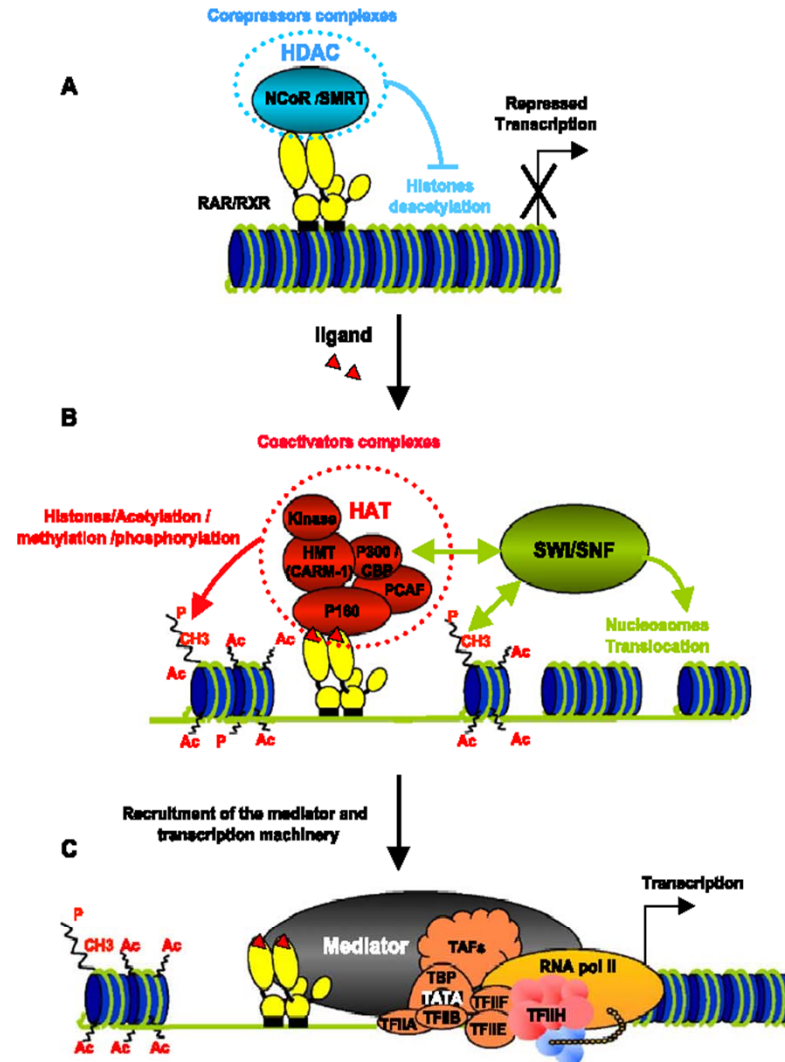 Corepressors complexes
HDAC
A
NCoR /SMRT
Repressed
Transcription
Histones
deacetylation
RAR/RXR
ligand
B
Coactivators complexes
Histones/Acetylation /
methylation /phosphorylation
HAT
Kinase
HMT
(CARM-1)
P300 /
CBP
PCAF
P160
SWI/SNF
Nucleosomes
Translocation
P
CH3
Ac
Ac
Ac
Ac
P
Ac
P
CH3
Ac
Ac
Ac
Recruitment of the mediator and
transcription machinery
C
Transcription
P
CH3
Ac
Ac
Ac
Ac
Ac
Mediator
TAFs
RNA pol II
TBP
TATA
TFIIF
TFIIA
TFIIB
TFIIE
TFIIH